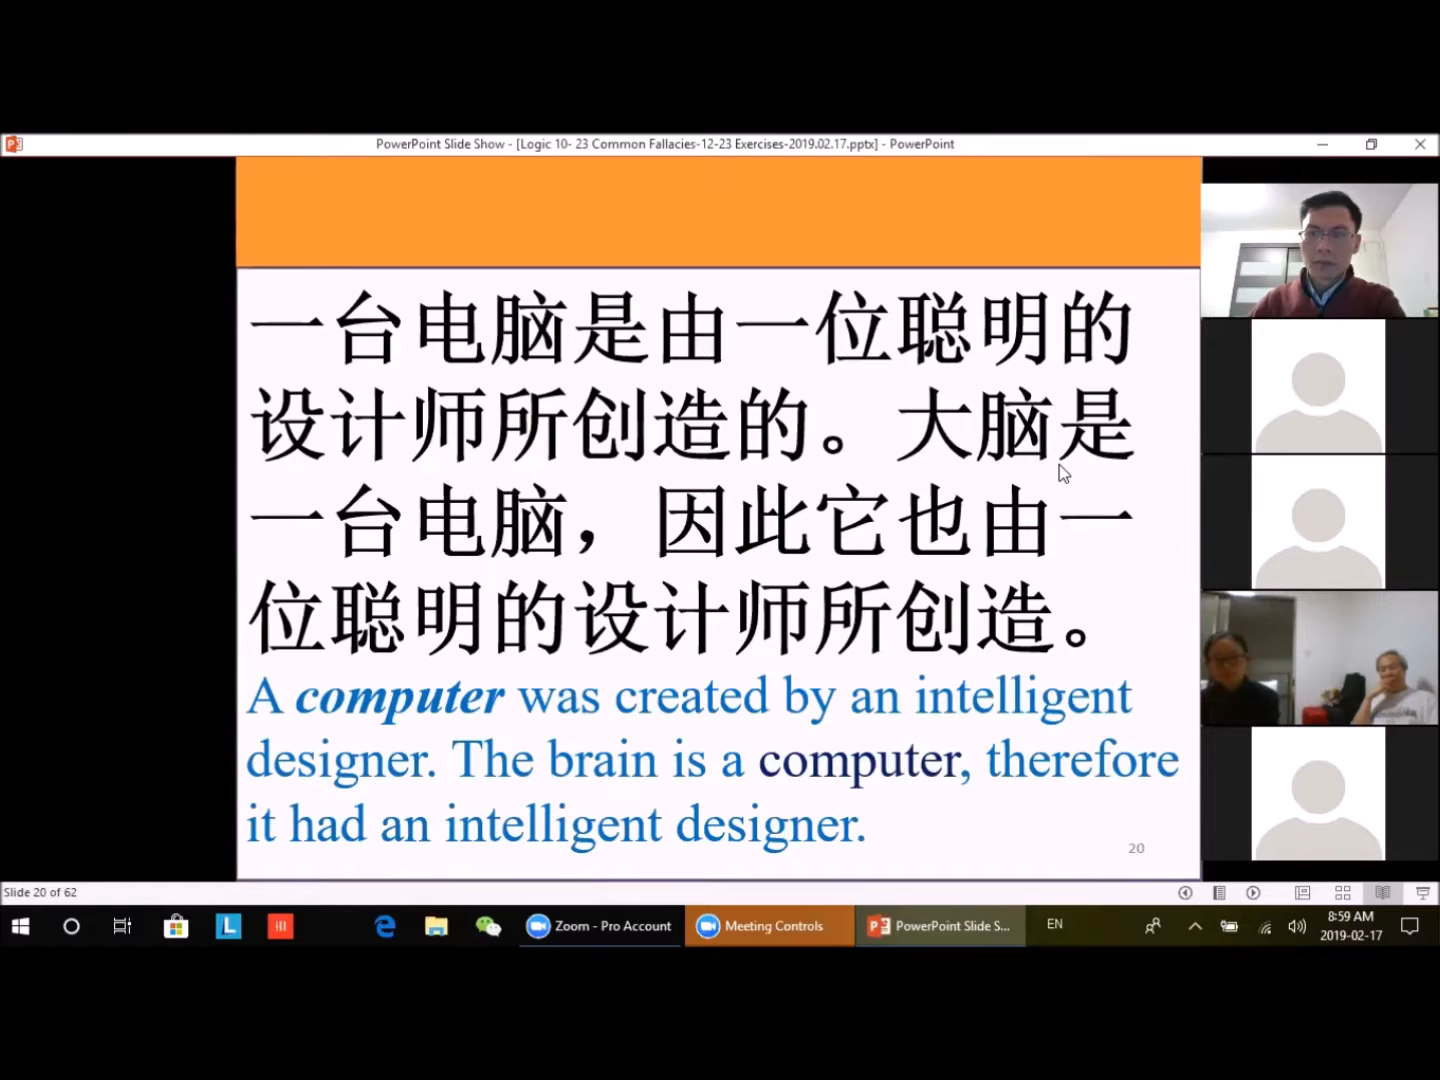 PowerPoint Slide Show - [Logic 10- 23 Common Fallacies-12-23 Exercises-2019.02.17.pptx] - PowerPoint
一台电脑是由一位聪明的
设计师所创造的。大脑是
一台电脑，因此它也由一
位聪明的设计师所创造。
A computer was created by an intelligent
designer. The brain is a computer, therefore
it had an intelligent designer.
20
Slide 20 of 62
Zoom - Pro Account
Meeting Controls
PowerPoint Slide S...
EN
8:59 AM
2019-02-17